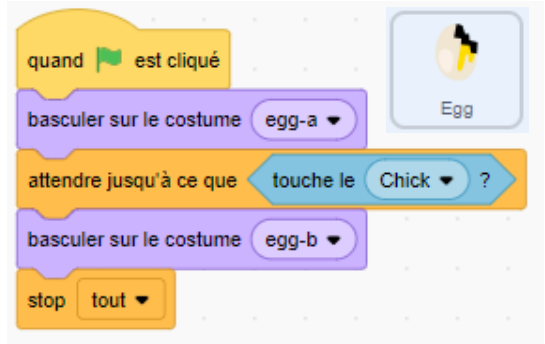 quand est cliqué
Egg
basculer sur le costume egg-a
attendre jusqu'à ce que touche le Chick ?
basculer sur le costume egg-b
stop tout